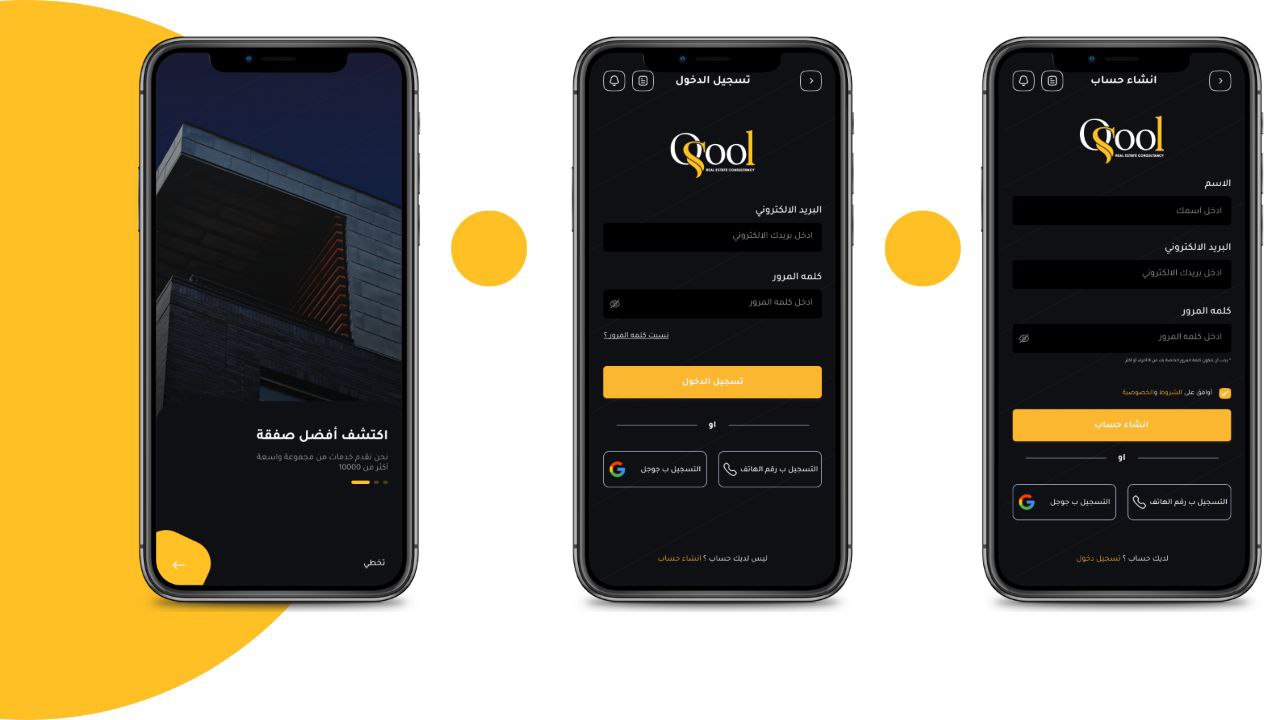 اكتشف أفضل صفقة
نحن نقدم خدمات من مجموعة واسعة
أكثر من 10000
تخطي
تسجيل الدخول
Osool
REAL ESTATE CONSULTANCY
البريد الالكتروني
ادخل بريدك الالكتروني
كلمه المرور
ادخل كلمه المرور
نسيت كلمه المرور ؟
تسجيل الدخول
او
التسجيل ب رقم الهاتف
التسجيل ب جوجل
ليس لديك حساب ؟ انشاء حساب
انشاء حساب
Osool
REAL ESTATE CONSULTANCY
الاسم
ادخل اسمك
البريد الالكتروني
ادخل بريدك الالكتروني
كلمه المرور
ادخل كلمه المرور
أوافق على الشروط والخصوصية
انشاء حساب
او
التسجيل ب رقم الهاتف
التسجيل ب جوجل
لديك حساب ؟ تسجيل دخول